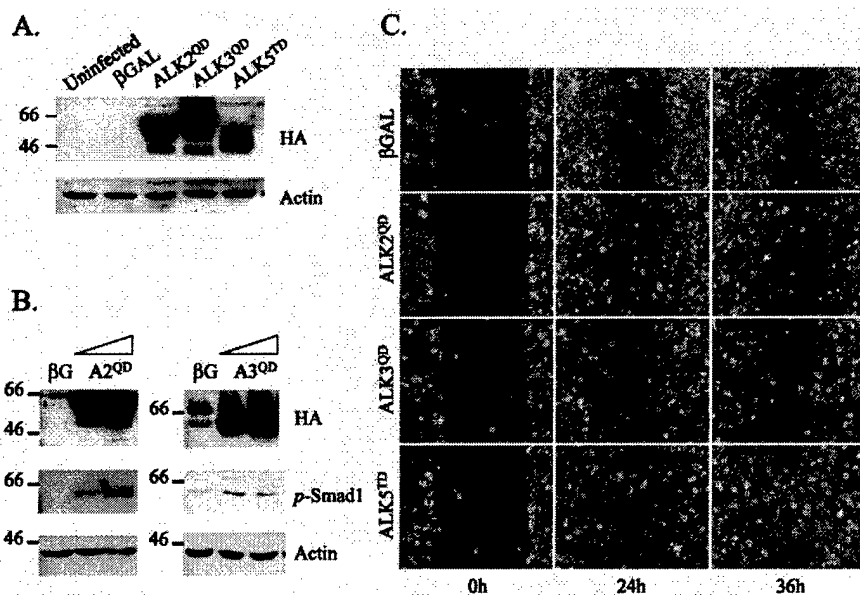 A.
Uninfected βGAL ALK2QD ALK3QD ALK5TD
66
46
HA
Actin
B.
βG A2QD
66
46
66
46
βG A3QD
66
HA
66
p-Smad1
46
Actin
C.
βGAL
ALK2QD
ALK3QD
ALK5TD
0h 24h 36h